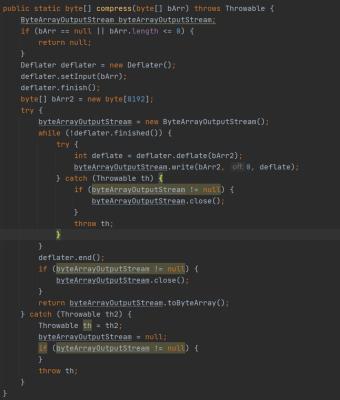 public static byte[] compress(byte[] bArr) throws Throwable {
ByteArrayOutputStream byteArrayOutputStream;
if (bArr == null || bArr.length <= 0) {
return null;
}
Deflater deflater = new Deflater();
deflater.setInput(bArr);
deflater.finish();
byte[] bArr2 = new byte[8192];
try {
byteArrayOutputStream = new ByteArrayOutputStream();
while (!deflater.finished()) {
try {
int deflate = deflater.deflate(bArr2);
byteArrayOutputStream.write(bArr2, off: 0, deflate);
} catch (Throwable th) {
if (byteArrayOutputStream != null) {
byteArrayOutputStream.close();
}
throw th;
}
}
deflater.end();
if (byteArrayOutputStream != null) {
byteArrayOutputStream.close();
}
return byteArrayOutputStream.toByteArray();
} catch (Throwable th2) {
Throwable th = th2;
byteArrayOutputStream = null;
if (byteArrayOutputStream != null) {
}
throw th;
}
}